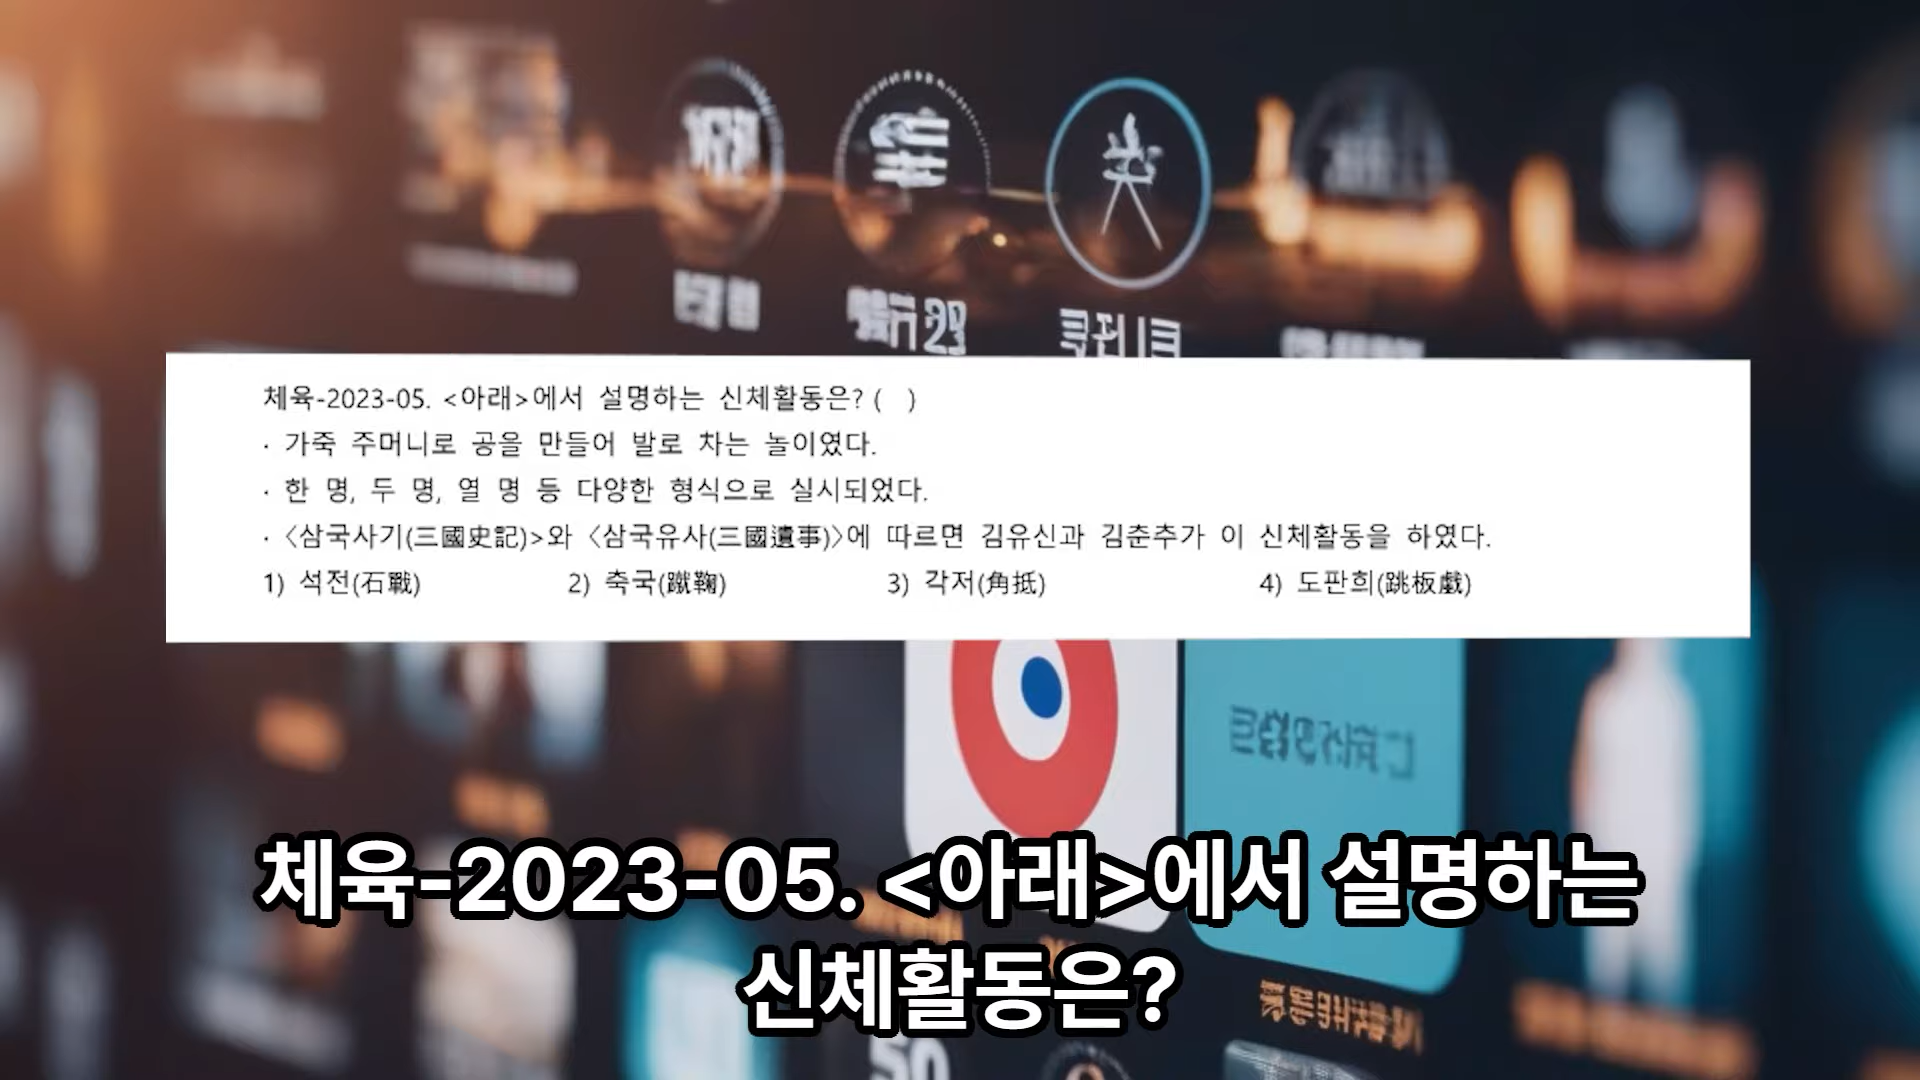 체육-2023-05. <아래>에서 설명하는 신체활동은? (   )
· 가죽 주머니로 공을 만들어 발로 차는 놀이였다.
· 한 명, 두 명, 열 명 등 다양한 형식으로 실시되었다.
· 〈삼국사기(三國史記)>와 〈삼국유사(三國遺事)〉에 따르면 김유신과 김춘추가 이 신체활동을 하였다.
1) 석전(石戰) 2) 축국(蹴鞠) 3) 각저(角抵) 4) 도판희(跳板戱)
체육-2023-05. <아래>에서 설명하는
신체활동은?